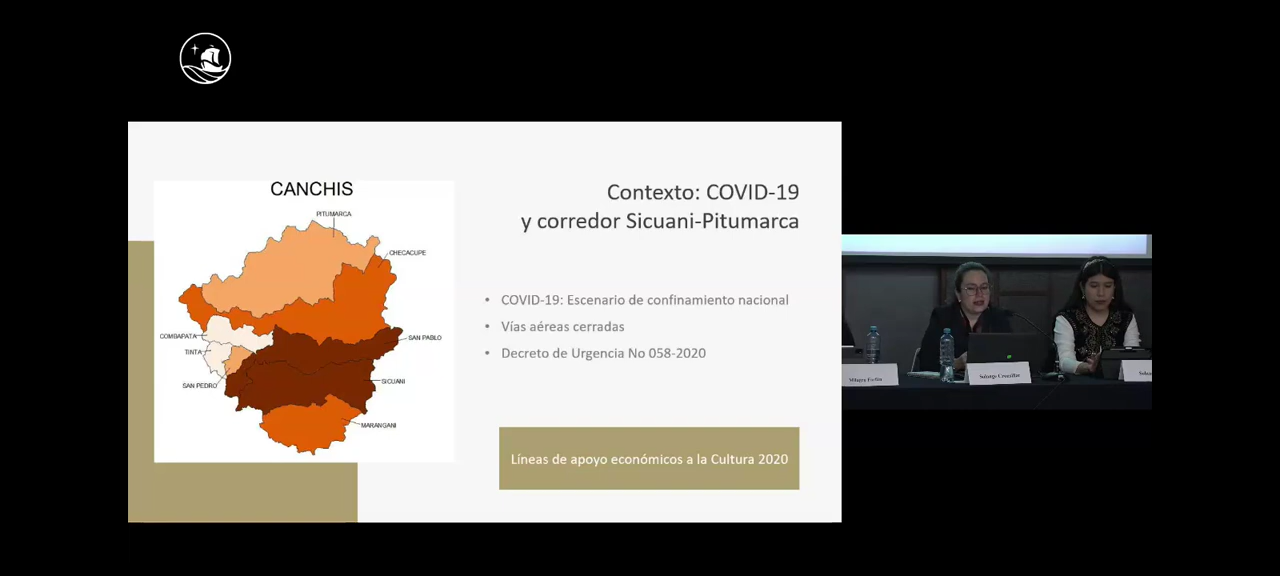 CANCHIS
PITUMARCA
CHECACUPE
COMBAPATA
TINTA
SAN PEDRO
SAN PABLO
SICUANI
MARANGANI
Contexto: COVID-19
y corredor Sicuani-Pitumarca
• COVID-19: Escenario de confinamiento nacional
• Vías aéreas cerradas
• Decreto de Urgencia No 058-2020
Líneas de apoyo económicos a la Cultura 2020
Solange